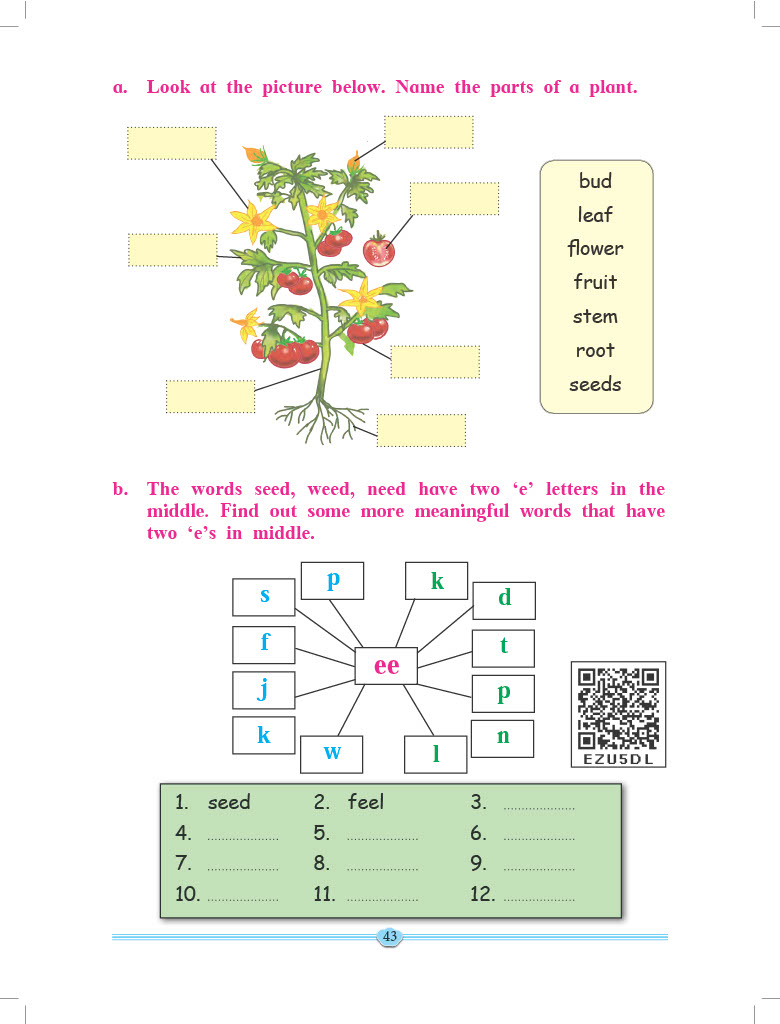 a. Look at the picture below. Name the parts of a plant.
bud
leaf
flower
fruit
stem
root
seeds
b. The words seed, weed, need have two ‘e’ letters in the
middle. Find out some more meaningful words that have
two ‘e’s in middle.
p k
s d
f t
ee
j p
k n
w l
EZU5DL
1. seed 2. feel 3. ....................
4. .................... 5. .................... 6. ....................
7. .................... 8. .................... 9. ....................
10. .................... 11. .................... 12. ....................
43